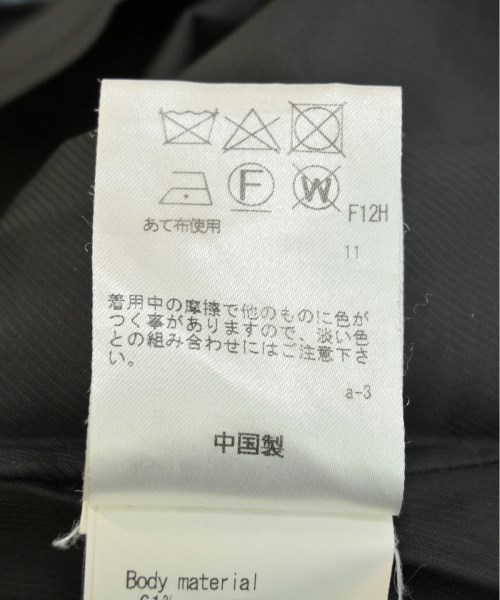 F W
F12H
あて布使用
11
着用中の摩擦で他のものに色が
つく事がありますので、淡い色
との組み合わせにはご注意下さ
い。
a-3
中国製
Body material
61%